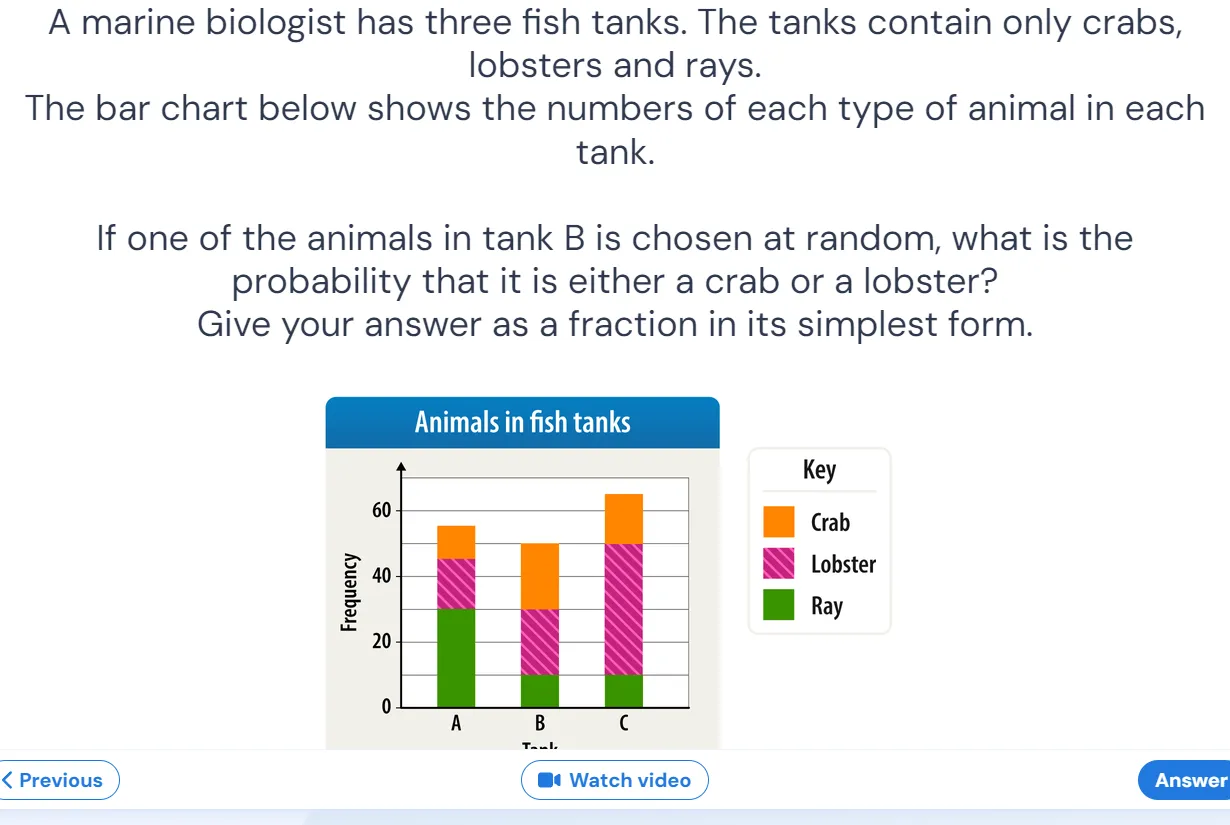 A marine biologist has three fish tanks. The tanks contain only crabs,
lobsters and rays.
The bar chart below shows the numbers of each type of animal in each
tank.
If one of the animals in tank B is chosen at random, what is the
probability that it is either a crab or a lobster?
Give your answer as a fraction in its simplest form.
Animals in fish tanks
Frequency
60
40
20
0
A B C
Tank
Key
Crab
Lobster
Ray
Previous
Watch video
Answer